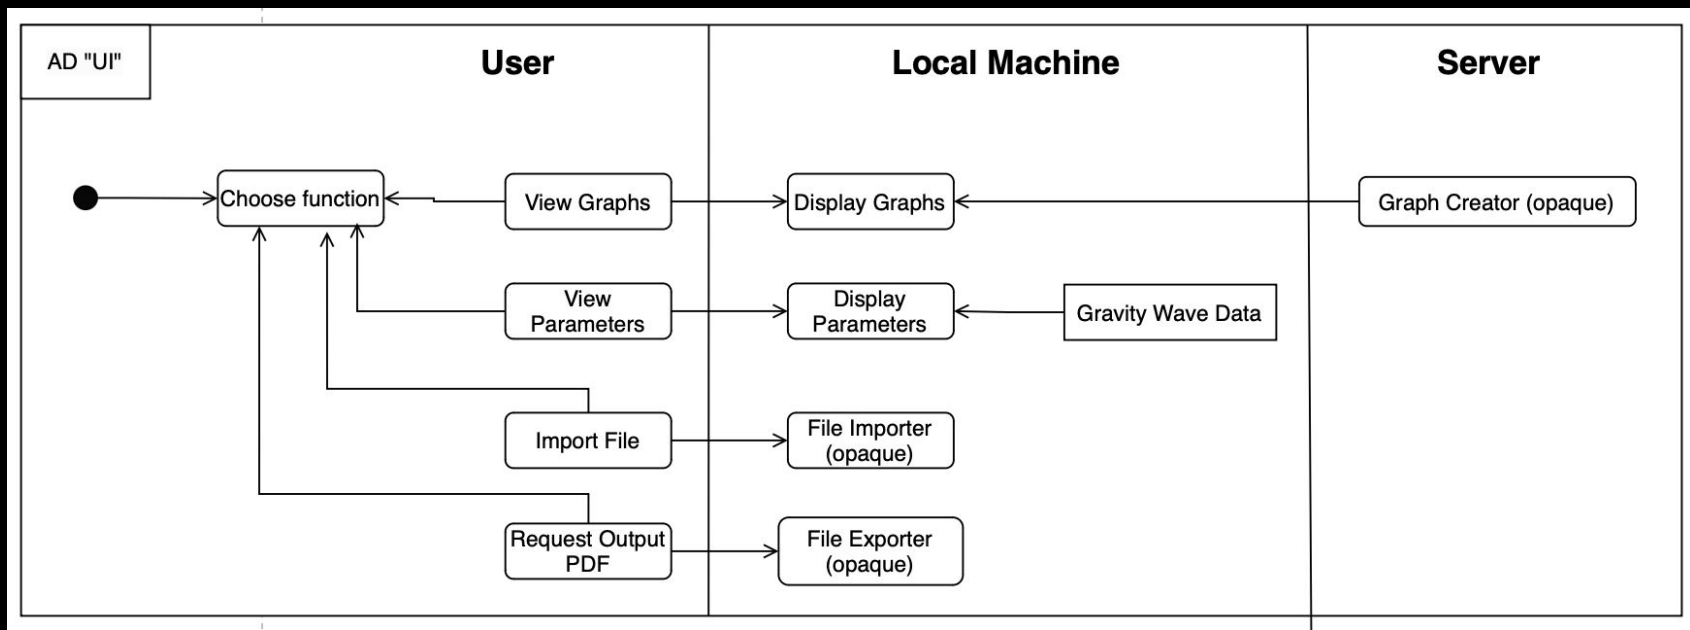 AD "UI"
User
Local Machine
Server
Choose function
View Graphs
Display Graphs
Graph Creator (opaque)
View
Parameters
Display
Parameters
Gravity Wave Data
Import File
File Importer
(opaque)
Request Output
PDF
File Exporter
(opaque)